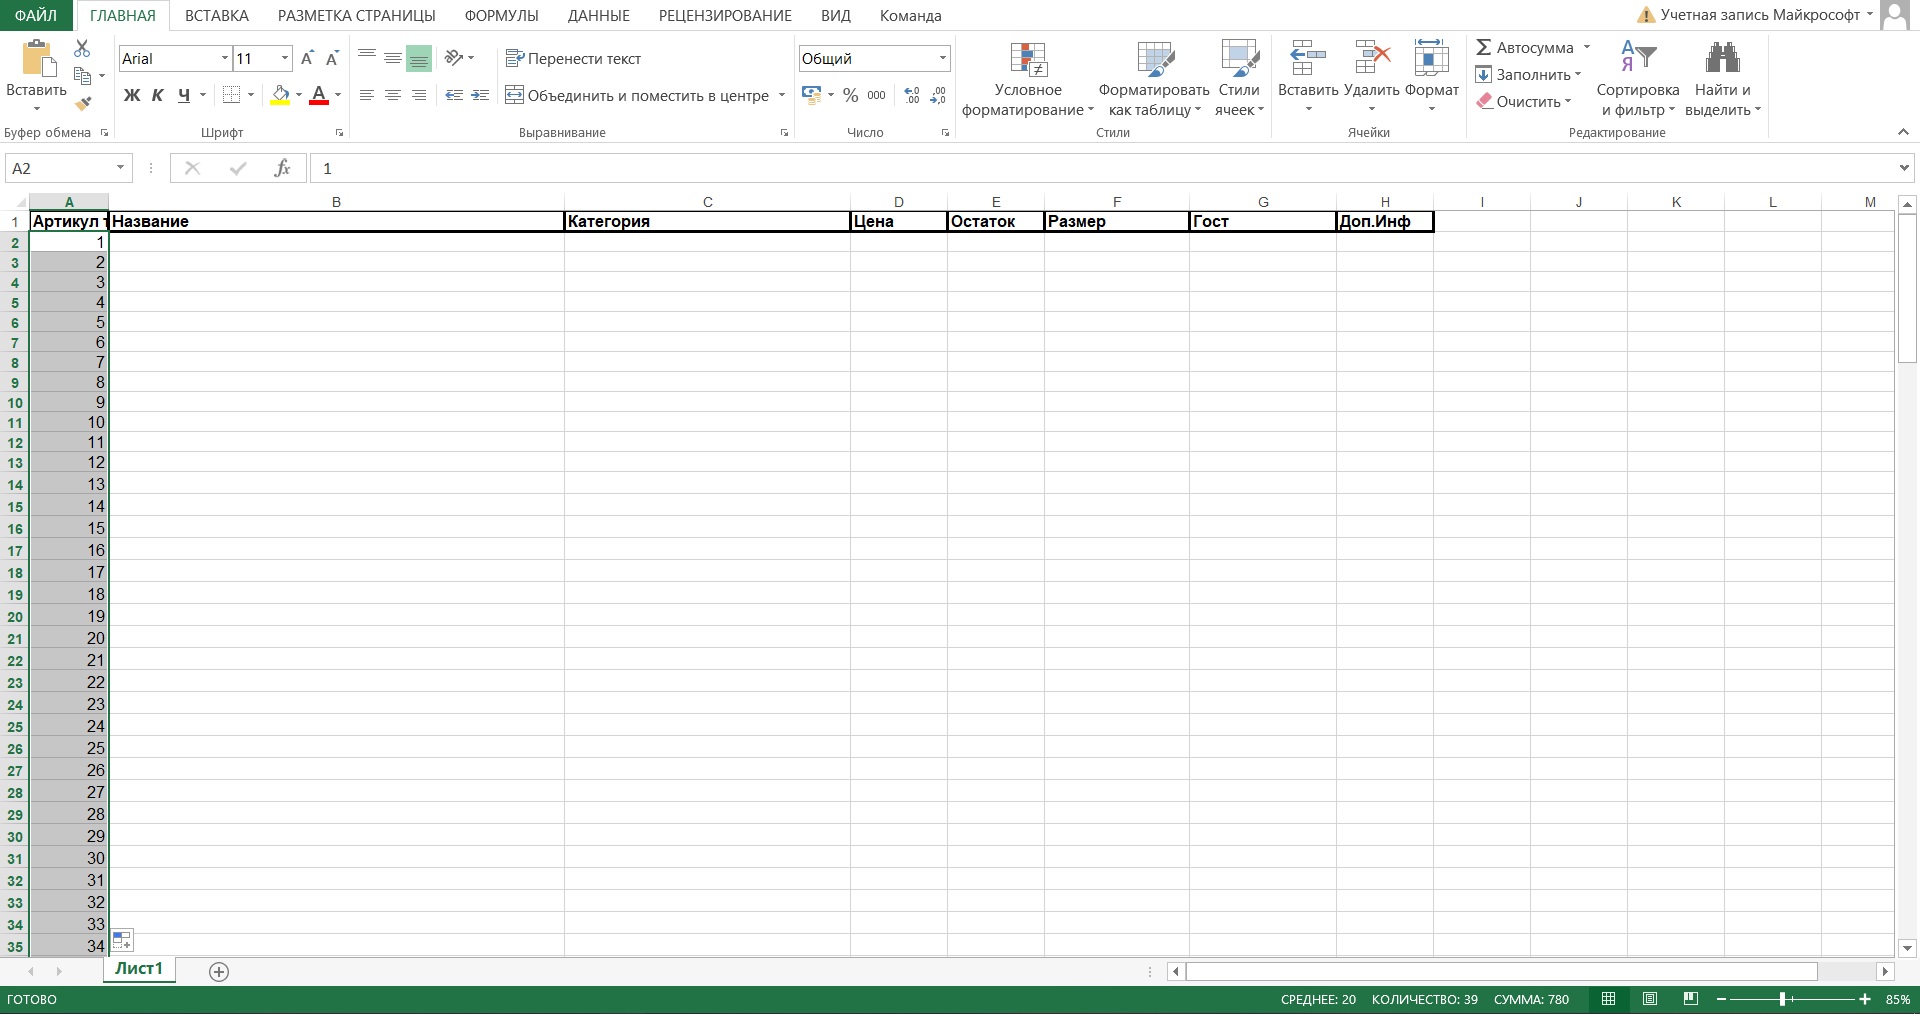 ФАЙЛ ГЛАВНАЯ ВСТАВКА РАЗМЕТКА СТРАНИЦЫ ФОРМУЛЫ ДАННЫЕ РЕЦЕНЗИРОВАНИЕ ВИД Команда Учетная запись Майкрософт
Вставить
Буфер обмена
Arial 11
Ж К Ч
Шрифт
Перенести текст
Объединить и поместить в центре
Выравнивание
Общий
% 000
Число
Условное форматирование
Форматировать как таблицу
Стили ячеек
Стили
Вставить Удалить Формат
Ячейки
Автосумма
Заполнить
Очистить
Сортировка и фильтр
Найти и выделить
Редактирование
A2 fx 1
A B C D E F G H I J K L M
1 Артикул т Название Категория Цена Остаток Размер Гост Доп.Инф
2 1
3 2
4 3
5 4
6 5
7 6
8 7
9 8
10 9
11 10
12 11
13 12
14 13
15 14
16 15
17 16
18 17
19 18
20 19
21 20
22 21
23 22
24 23
25 24
26 25
27 26
28 27
29 28
30 29
31 30
32 31
33 32
34 33
35 34
Лист1
ГОТОВО СРЕДНЕЕ: 20 КОЛИЧЕСТВО: 39 СУММА: 780 85%